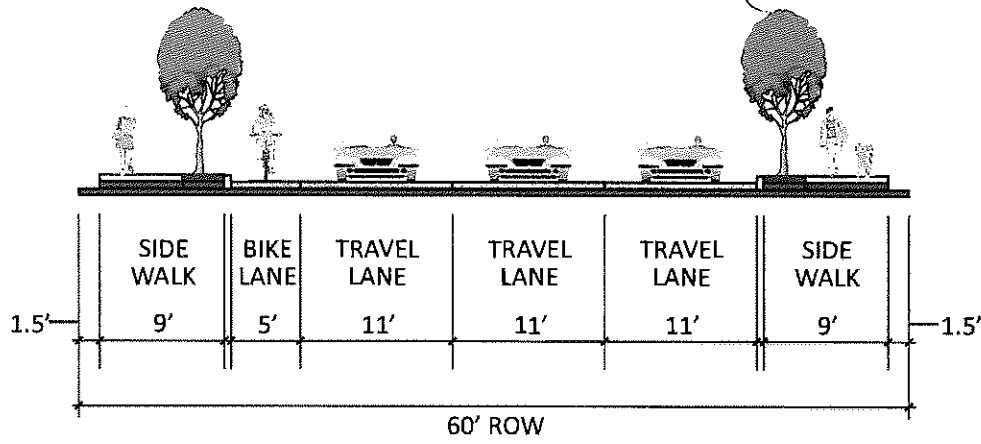 SIDE BIKE TRAVEL TRAVEL TRAVEL SIDE
WALK LANE LANE LANE LANE WALK
1.5' 9' 5' 11' 11' 11' 9' 1.5'
60' ROW